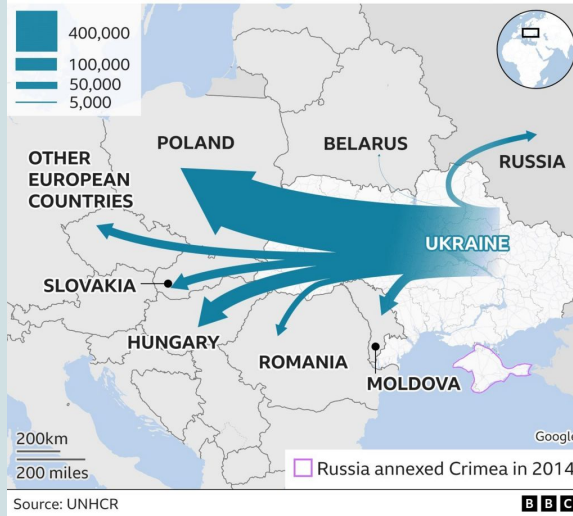 400,000
100,000
50,000
5,000
POLAND
BELARUS
RUSSIA
OTHER
EUROPEAN
COUNTRIES
UKRAINE
SLOVAKIA
HUNGARY
ROMANIA
MOLDOVA
200km
200 miles
Google
Russia annexed Crimea in 2014
Source: UNHCR
BBC